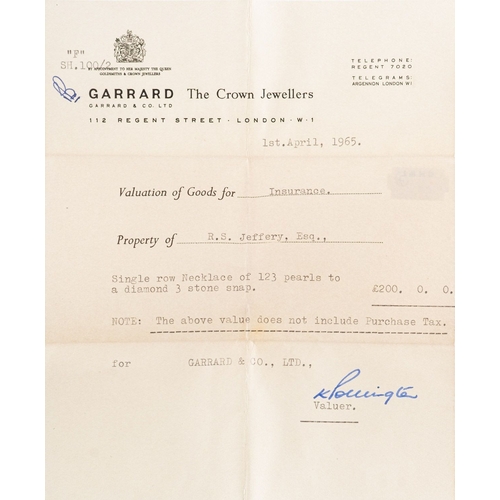 "P"
SH.100/2
BY APPOINTMENT TO HER MAJESTY THE QUEEN
GOLDSMITHS & CROWN JEWELLERS
TELEPHONE:
REGENT 7020
TELEGRAMS:
ARGENNON LONDON W1
GARRARD The Crown Jewellers
GARRARD & CO. LTD
112 REGENT STREET · LONDON · W·1
1st.April, 1965.
Valuation of Goods for Insurance.
Property of R.S. Jeffery, Esq.,
Single row Necklace of 123 pearls to
a diamond 3 stone snap. £200. 0. 0.
NOTE: The above value does not include Purchase Tax.
for GARRARD & CO., LTD.,
Valuer.